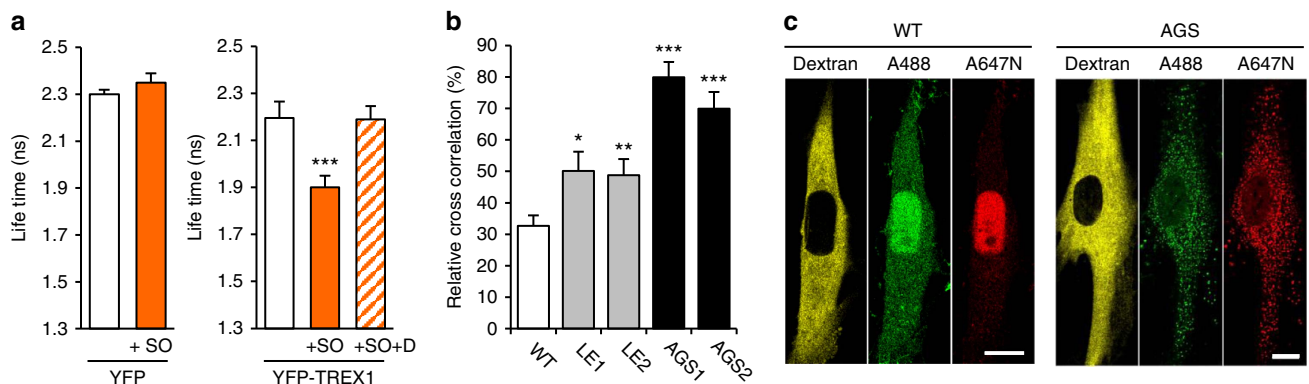 a
Life time (ns)
2.5
2.3
2.1
1.9
1.7
1.5
1.3
+ SO
YFP
Life time (ns)
2.5
2.3
2.1
1.9
1.7
1.5
1.3
***
+SO +SO+D
YFP-TREX1
b
Relative cross correlation (%)
90
80
70
60
50
40
30
20
10
0
* ** *** ***
WT LE1 LE2 AGS1 AGS2
c
WT
Dextran A488 A647N
AGS
Dextran A488 A647N